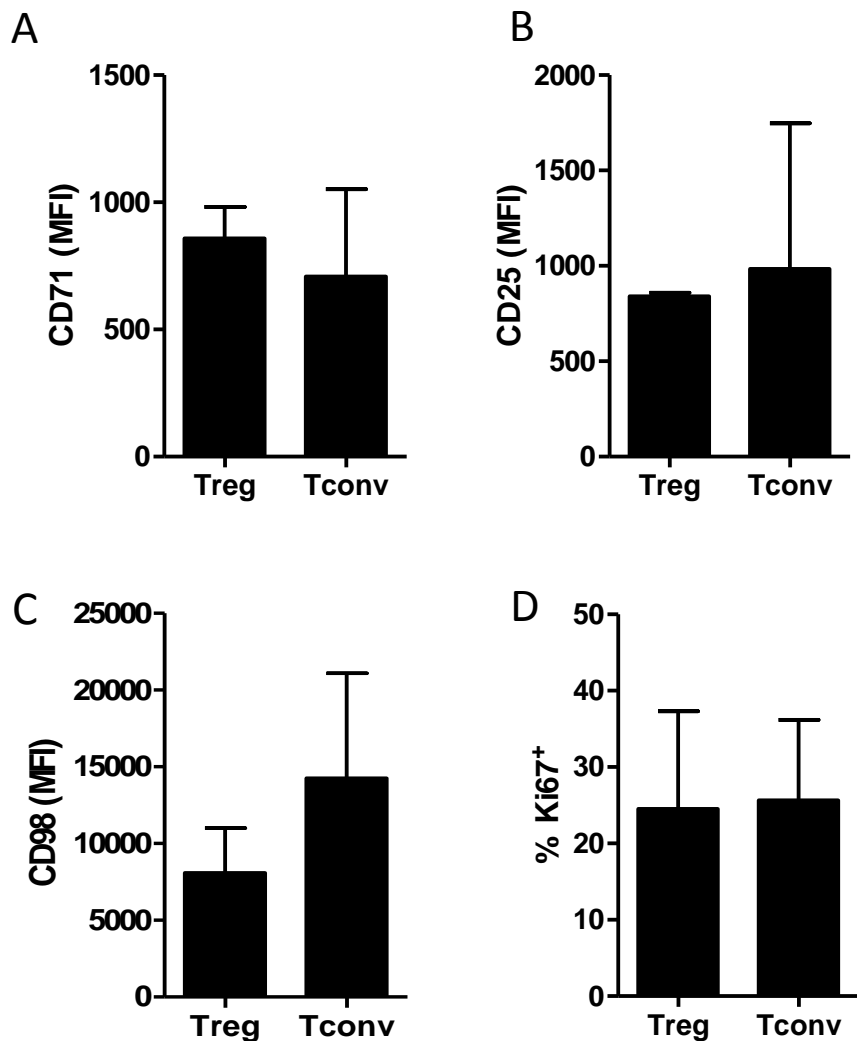 A
CD71 (MFI)
1500
1000
500
0
Treg Tconv
B
CD25 (MFI)
2000
1500
1000
500
0
Treg Tconv
C
CD98 (MFI)
25000
20000
15000
10000
5000
0
Treg Tconv
D
% Ki67⁺
50
40
30
20
10
0
Treg Tconv